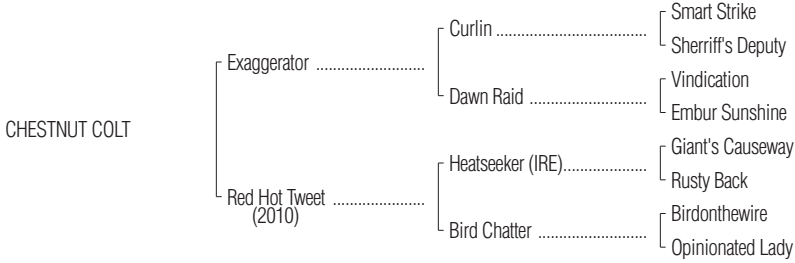 Smart Strike
Curlin ................................
Sherriff's Deputy
Exaggerator .......................
Vindication
Dawn Raid .........................
Embur Sunshine
CHESTNUT COLT
Giant's Causeway
Heatseeker (IRE)..................
Rusty Back
Red Hot Tweet ...................
(2010)
Birdonthewire
Bird Chatter .......................
Opinionated Lady